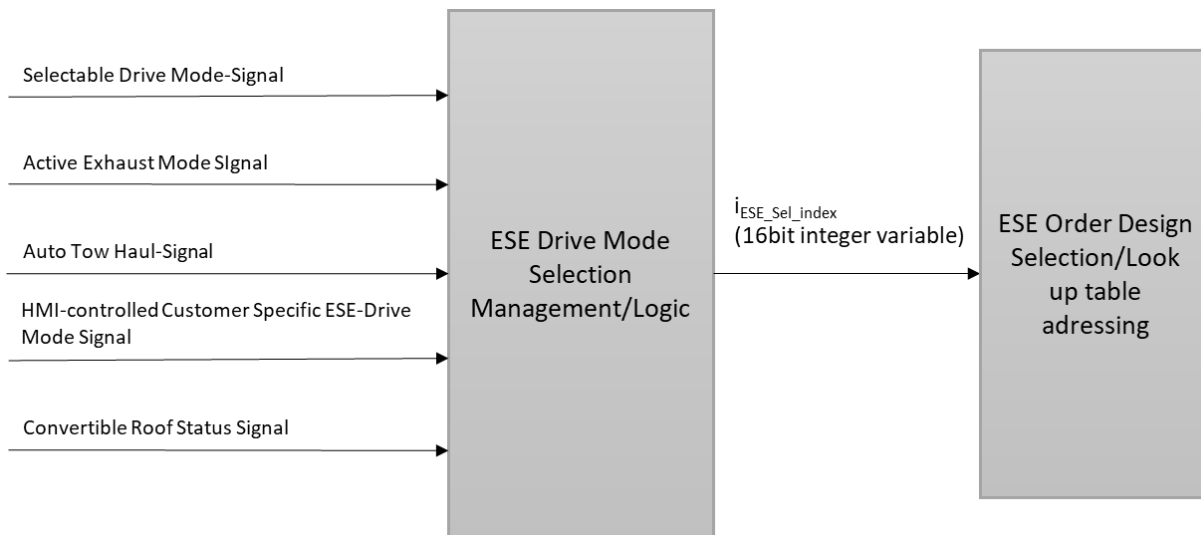 Selectable Drive Mode-Signal
Active Exhaust Mode SIgnal
Auto Tow Haul-Signal
HMI-controlled Customer Specific ESE-Drive
Mode Signal
Convertible Roof Status Signal
ESE Drive Mode
Selection
Management/Logic
iESE_Sel_index
(16bit integer variable)
ESE Order Design
Selection/Look
up table
adressing